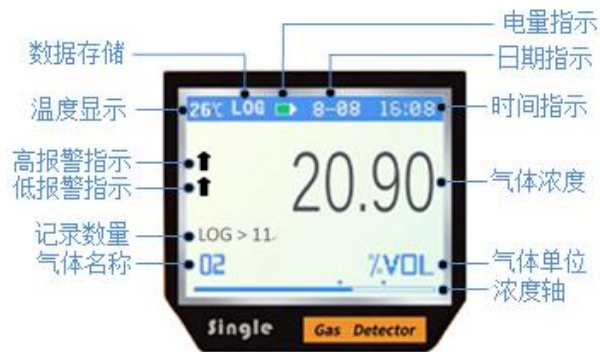 电量指示
数据存储
日期指示
温度显示
26℃ LOG 8-08 16:08
时间指示
高报警指示
低报警指示
20.90
气体浓度
记录数量
LOG > 11
气体名称
O2
%VOL
气体单位
浓度轴
Single
Gas Detector